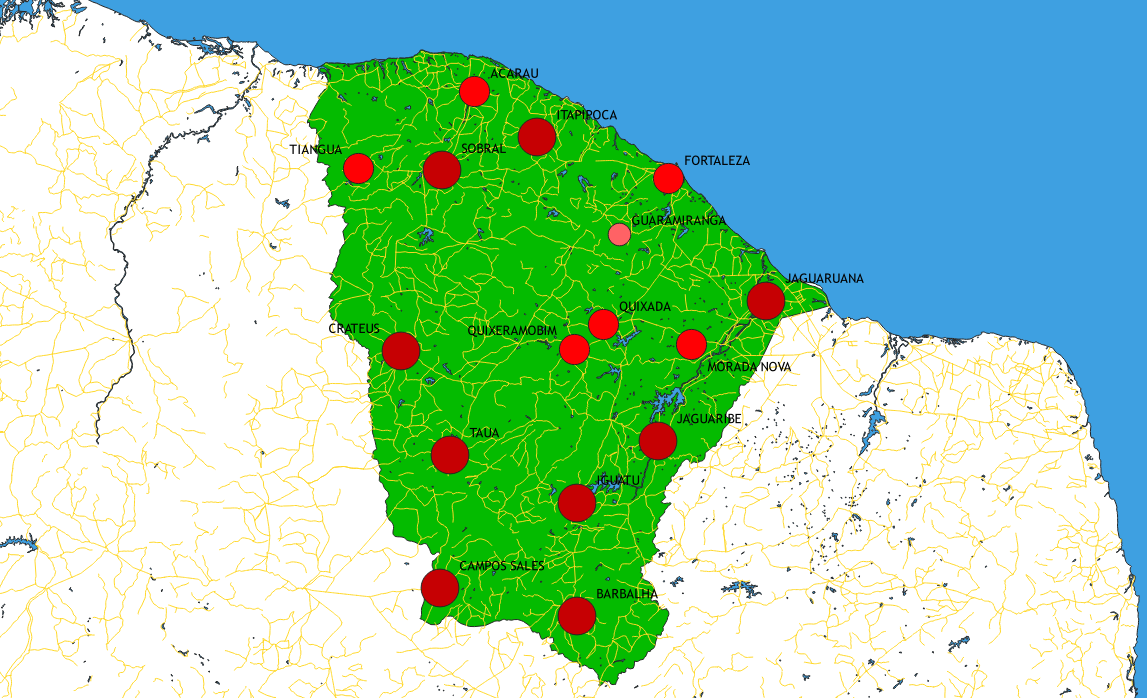 ACARAU
ITAPIPOCA
TIANGUA
SOBRAL
FORTALEZA
GUARAMIRANGA
JAGUARUANA
QUIXADA
CRATEUS
QUIXERAMOBIM
MORADA NOVA
JAGUARIBE
TAUA
IGUATU
CAMPOS SALES
BARBALHA